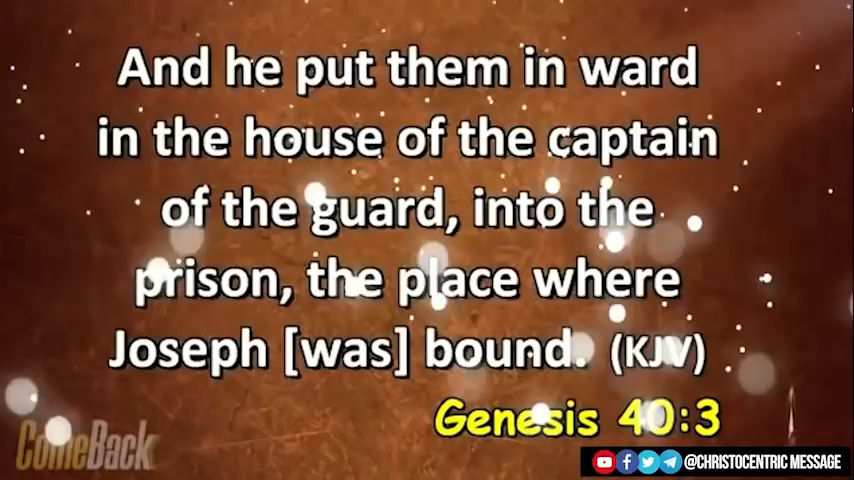 And he put them in ward
in the house of the captain
of the guard, into the
prison, the place where
Joseph [was] bound. (KJV)
Genesis 40:3
ComeBack
@CHRISTOCENTRIC MESSAGE